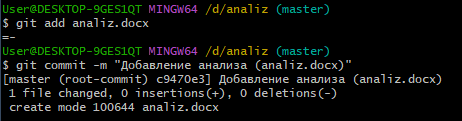 User@DESKTOP-9GES1QT MINGW64 /d/analiz (master)
$ git add analiz.docx
=-
User@DESKTOP-9GES1QT MINGW64 /d/analiz (master)
$ git commit -m "Добавление анализа (analiz.docx)"
[master (root-commit) c9470e3] Добавление анализа (analiz.docx)
1 file changed, 0 insertions(+), 0 deletions(-)
create mode 100644 analiz.docx